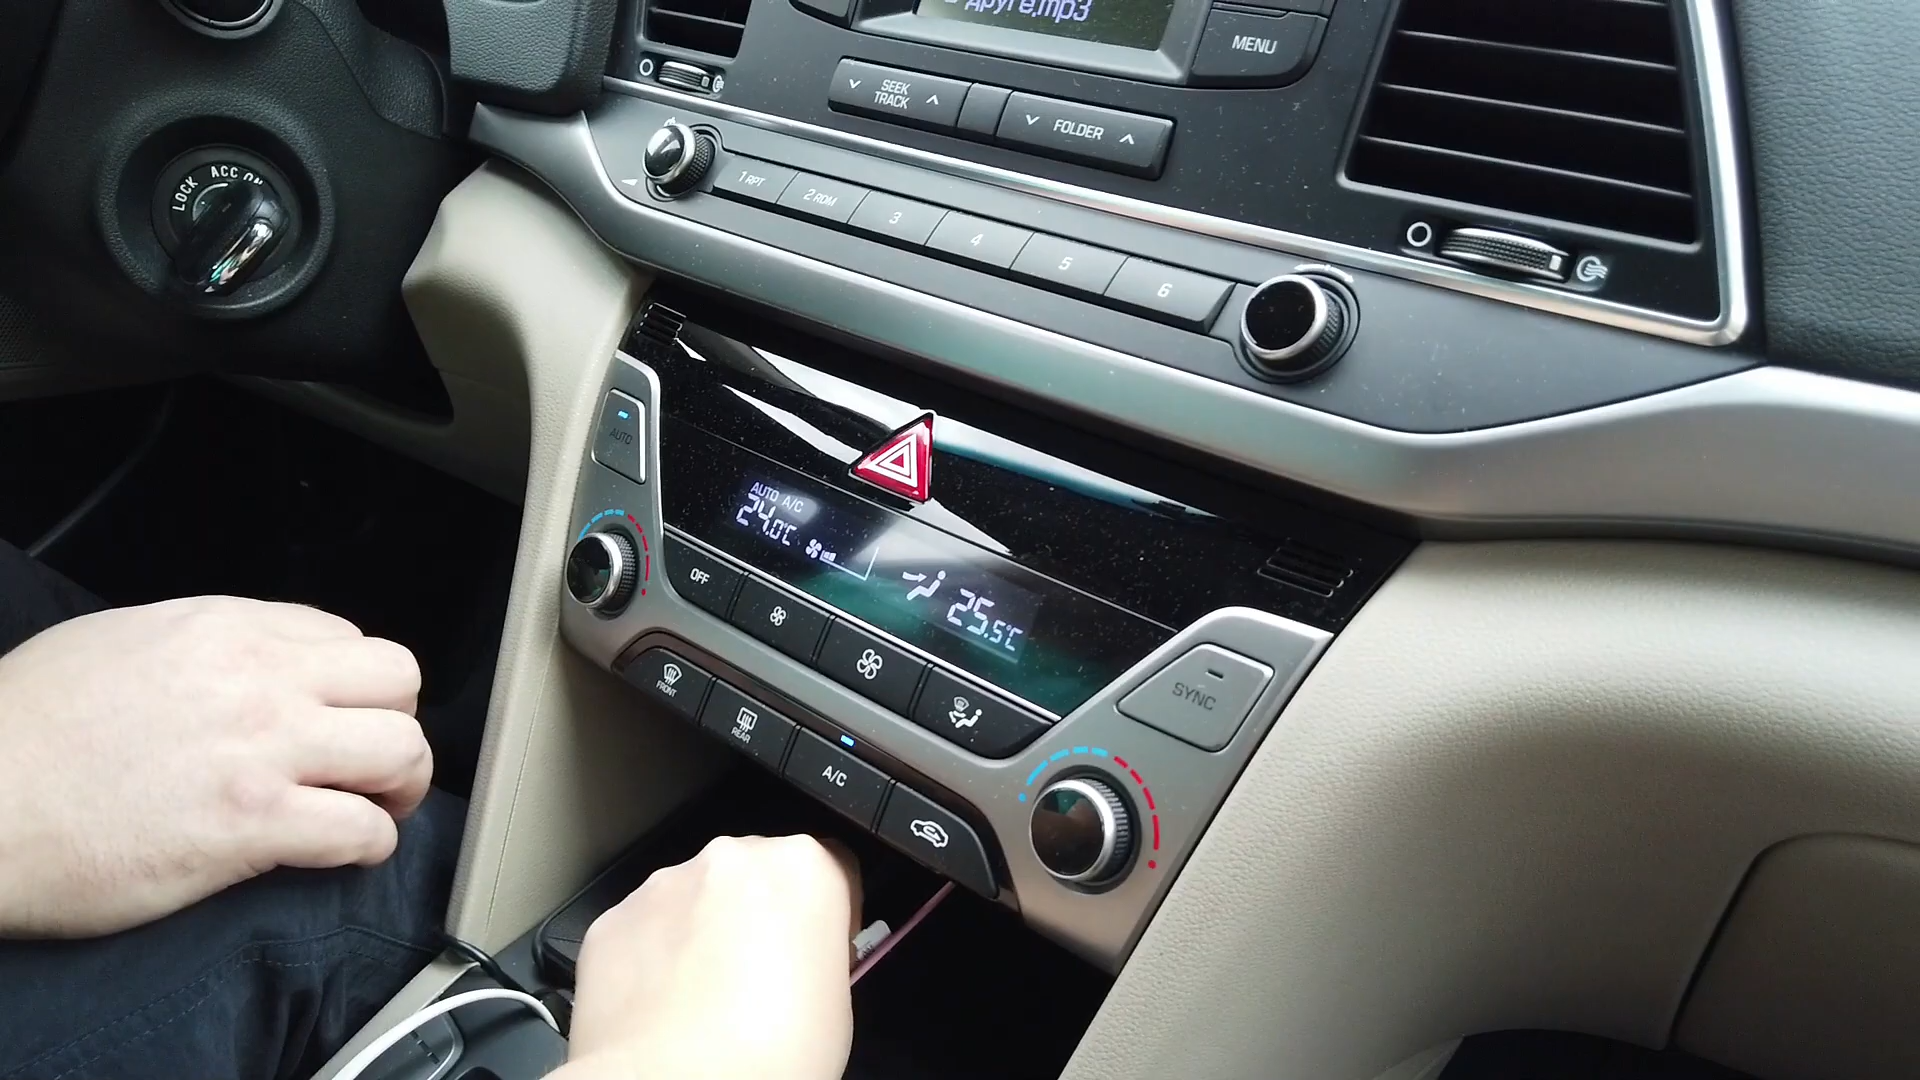 друге.mp3
MENU
SEEK
TRACK
FOLDER
LOCK ACC ON
1 RPT
2 RDM
3
4
5
6
AUTO
AUTO A/C
24.0°C
25.5°C
OFF
SYNC
FRONT
REAR
A/C